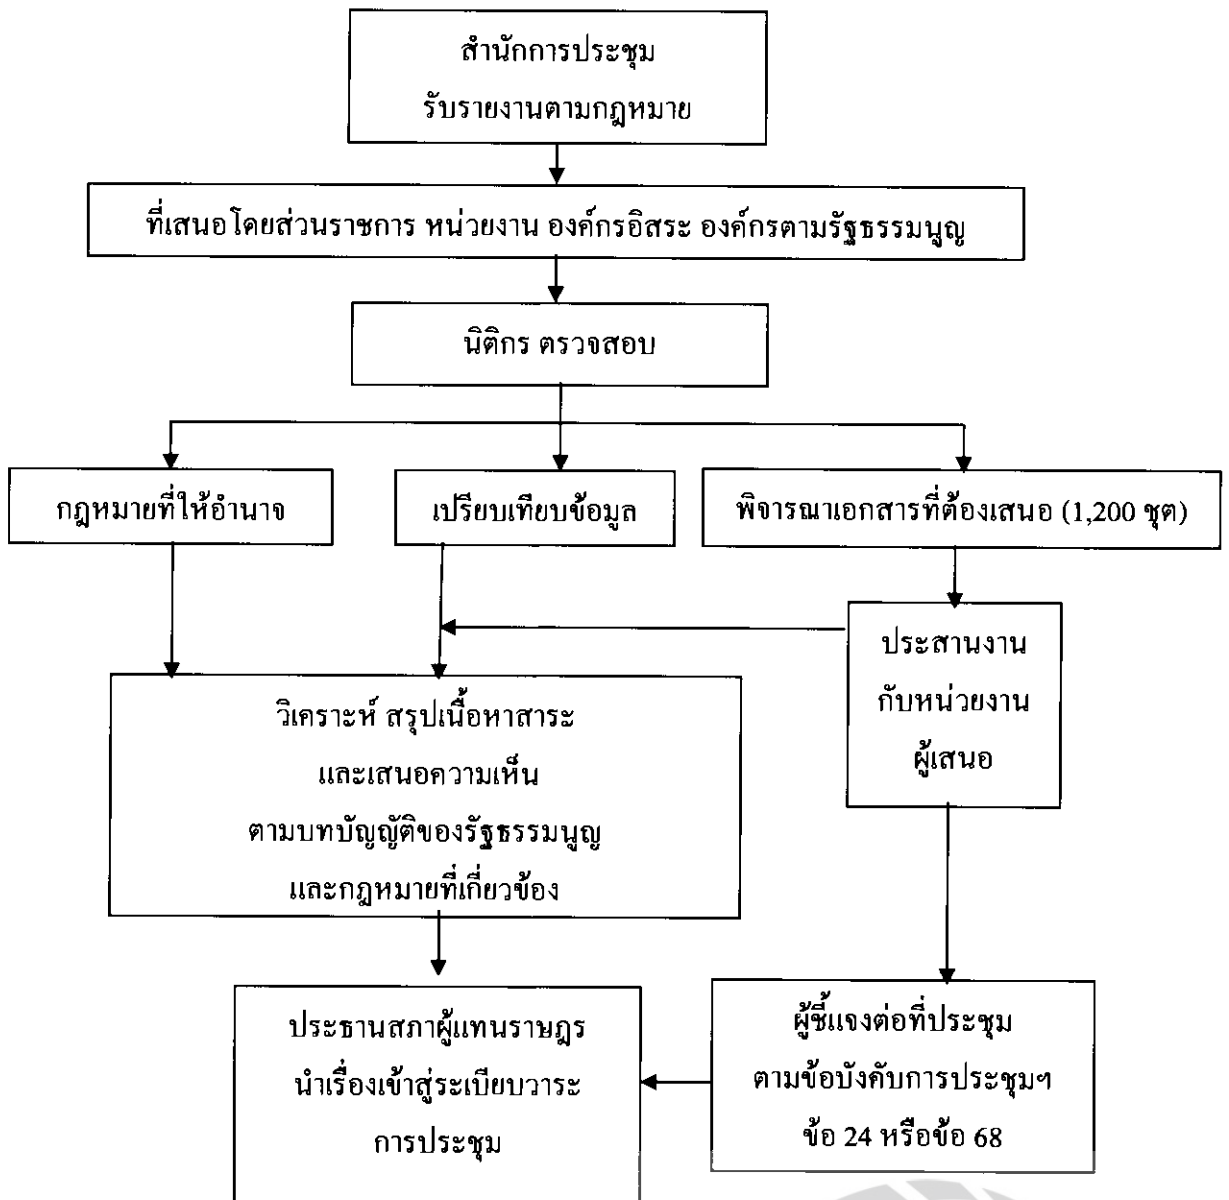 สำนักการประชุม
รับรายงานตามกฎหมาย
ที่เสนอโดยส่วนราชการ หน่วยงาน องค์กรอิสระ องค์กรตามรัฐธรรมนูญ
นิติกร ตรวจสอบ
กฎหมายที่ให้อำนาจ
เปรียบเทียบข้อมูล
พิจารณาเอกสารที่ต้องเสนอ (1,200 ชุด)
ประสานงาน
กับหน่วยงาน
ผู้เสนอ
วิเคราะห์ สรุปเนื้อหาสาระ
และเสนอความเห็น
ตามบทบัญญัติของรัฐธรรมนูญ
และกฎหมายที่เกี่ยวข้อง
ประธานสภาผู้แทนราษฎร
นำเรื่องเข้าสู่ระเบียบวาระ
การประชุม
ผู้ชี้แจงต่อที่ประชุม
ตามข้อบังคับการประชุมฯ
ข้อ 24 หรือข้อ 68